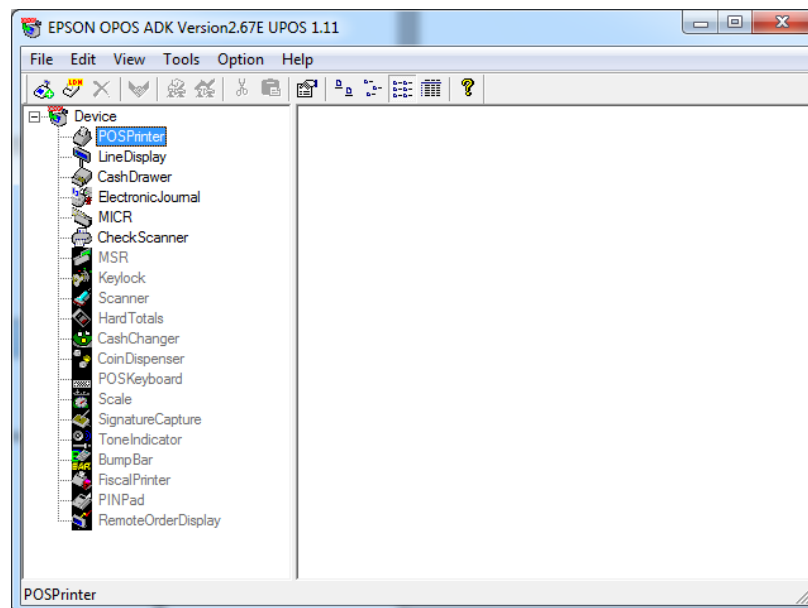 EPSON OPOS ADK Version2.67E UPOS 1.11
File Edit View Tools Option Help
LDN
Device
POSPrinter
LineDisplay
CashDrawer
ElectronicJournal
MICR
CheckScanner
MSR
Keylock
Scanner
HardTotals
CashChanger
CoinDispenser
POSKeyboard
Scale
SignatureCapture
ToneIndicator
BumpBar
FiscalPrinter
PINPad
RemoteOrderDisplay
POSPrinter